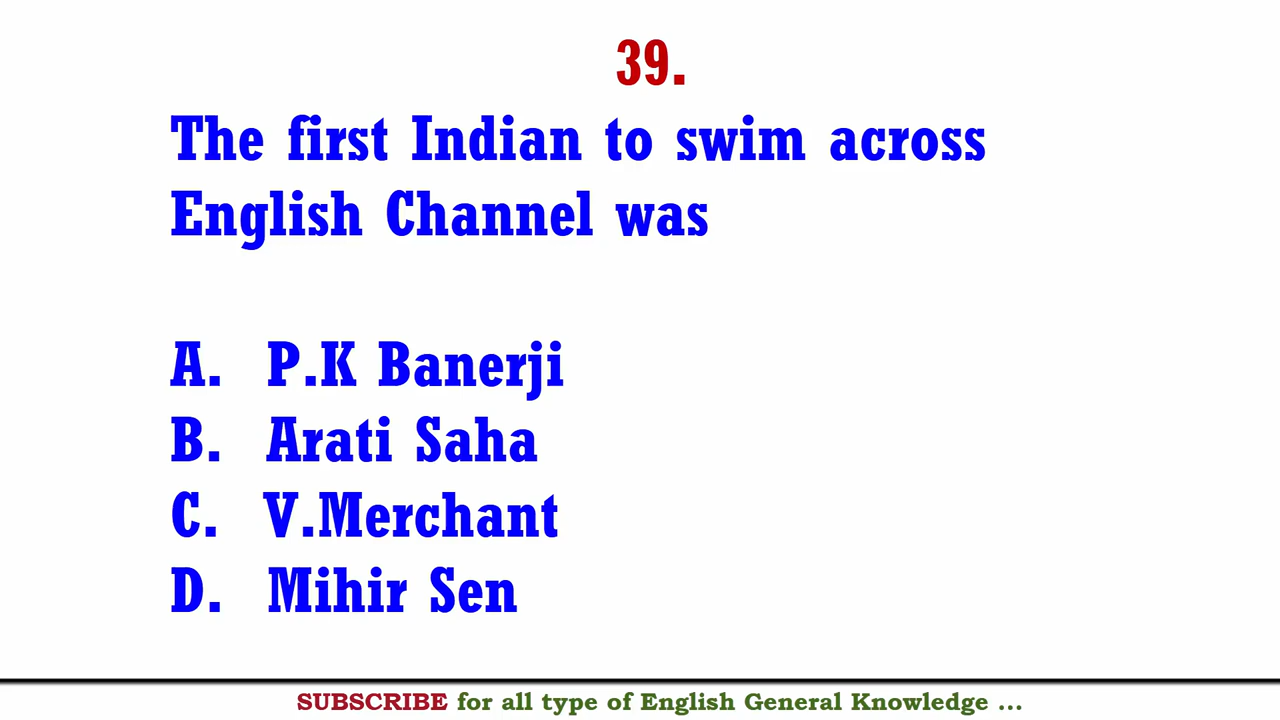 39.
The first Indian to swim across
English Channel was
A. P.K Banerji
B. Arati Saha
C. V.Merchant
D. Mihir Sen
SUBSCRIBE for all type of English General Knowledge ...